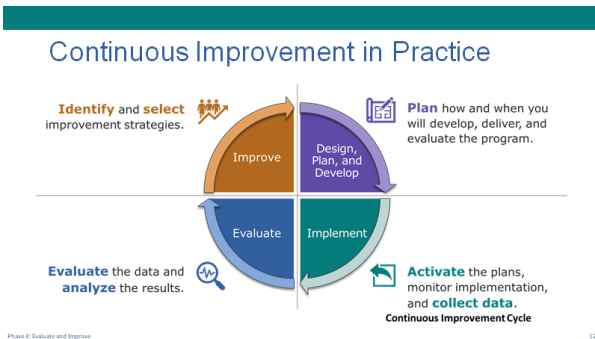 Continuous Improvement in Practice
Identify and select
improvement strategies.
Plan how and when you
will develop, deliver, and
evaluate the program.
Improve
Design,
Plan, and
Develop
Evaluate
Implement
Evaluate the data and
analyze the results.
Activate the plans,
monitor implementation,
and collect data.
Continuous Improvement Cycle
Phase 4: Evaluate and Improve